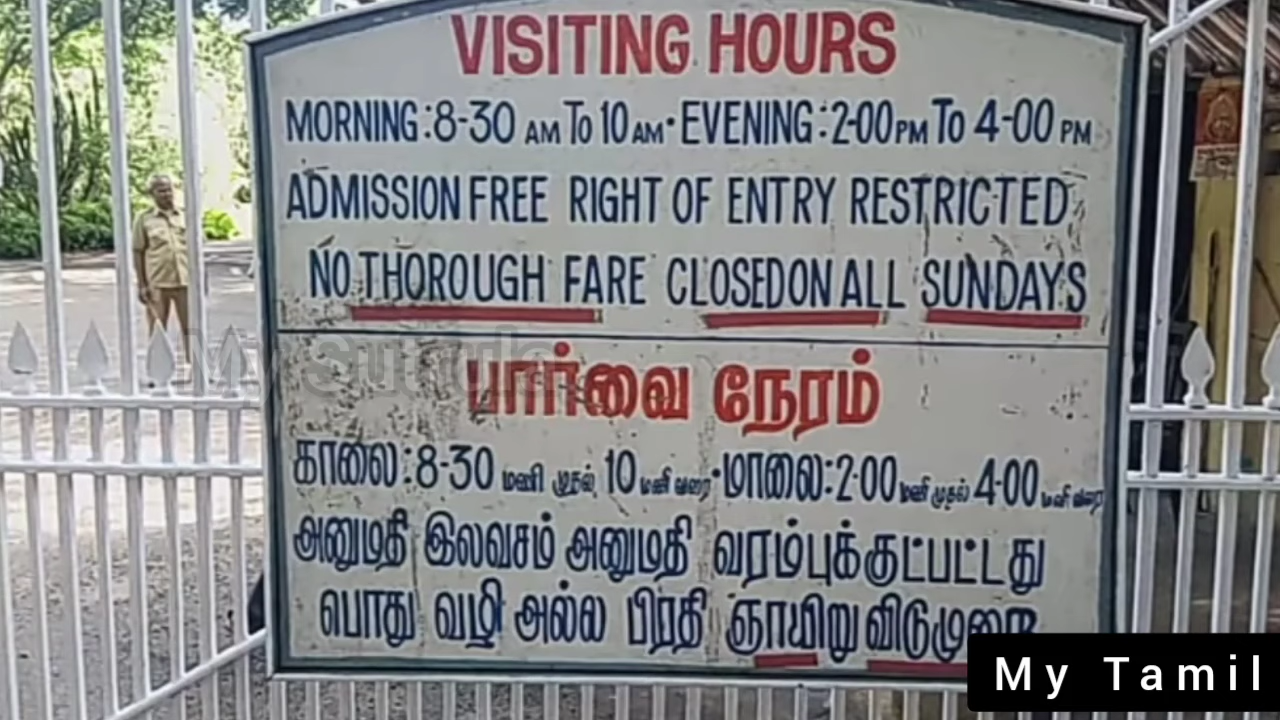 VISITING HOURS
MORNING:8-30 AM To 10 AM·EVENING:2-00 PM To 4-00 PM
ADMISSION FREE RIGHT OF ENTRY RESTRICTED
NO THOROUGH FARE CLOSED ON ALL SUNDAYS
பார்வை நேரம்
காலை:8-30 மணி முதல் 10 மணி வரை·மாலை:2-00 மணி முதல் 4-00 மணி வரை
அனுமதி இலவசம் அனுமதி வரம்புக்குட்பட்டது
பொது வழி அல்ல பிரதி ஞாயிறு விடுமுறை
My Tamil